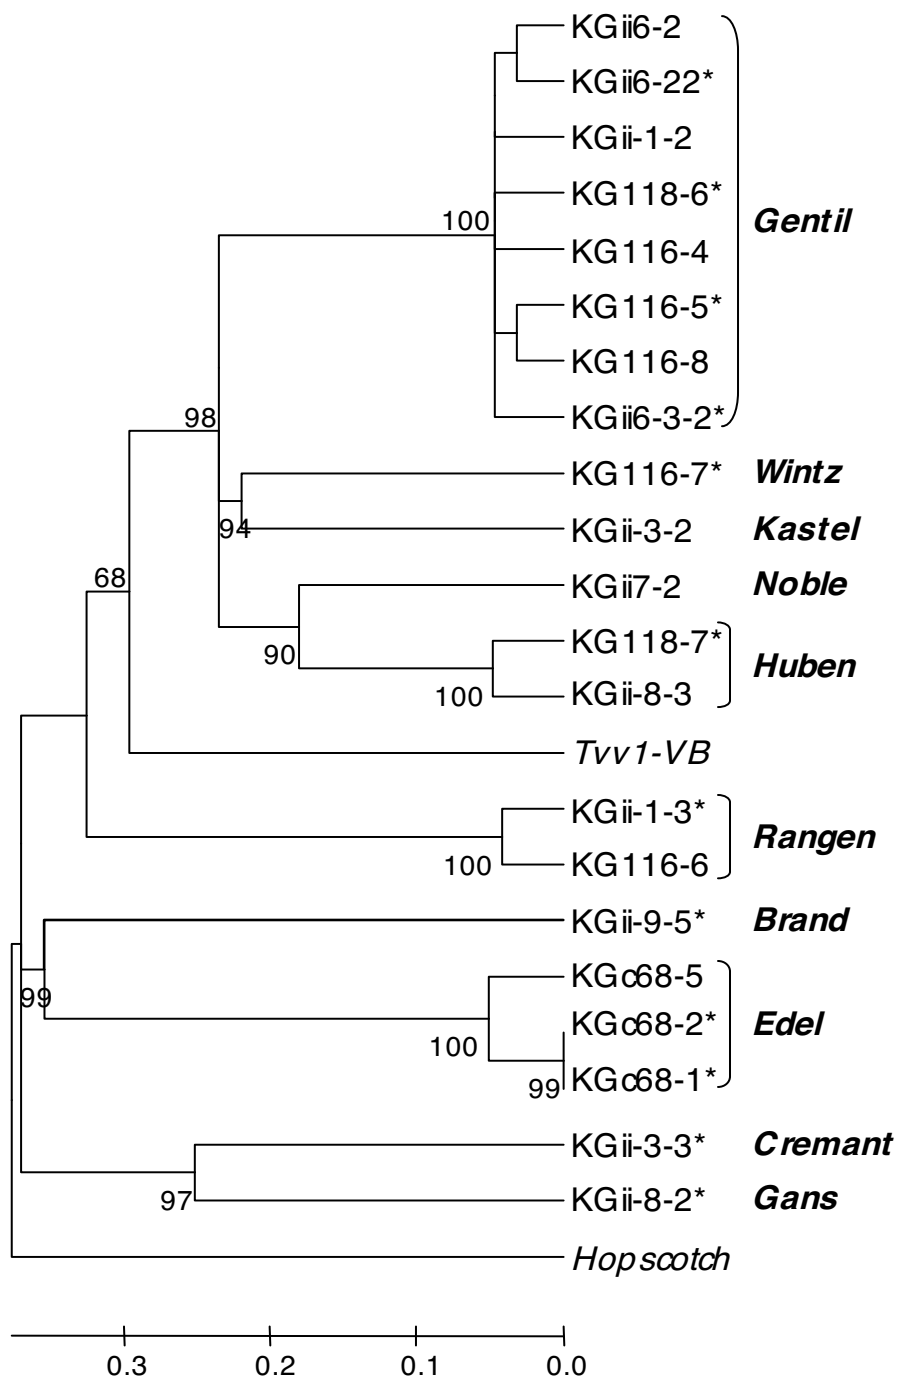 KGii6-2
KGii6-22*
KGii-1-2
KG118-6*
100
Gentil
KG116-4
KG116-5*
KG116-8
KGii6-3-2*
98
KG116-7* Wintz
94
KGii-3-2 Kastel
68
KGii7-2 Noble
KG118-7*
90
Huben
100
KGii-8-3
Tvv1-VB
KGii-1-3*
Rangen
100
KG116-6
KGii-9-5* Brand
99
KGc68-5
KGc68-2* Edel
100
99
KGc68-1*
KGii-3-3* Cremant
97
KGii-8-2* Gans
Hopscotch
0.3 0.2 0.1 0.0